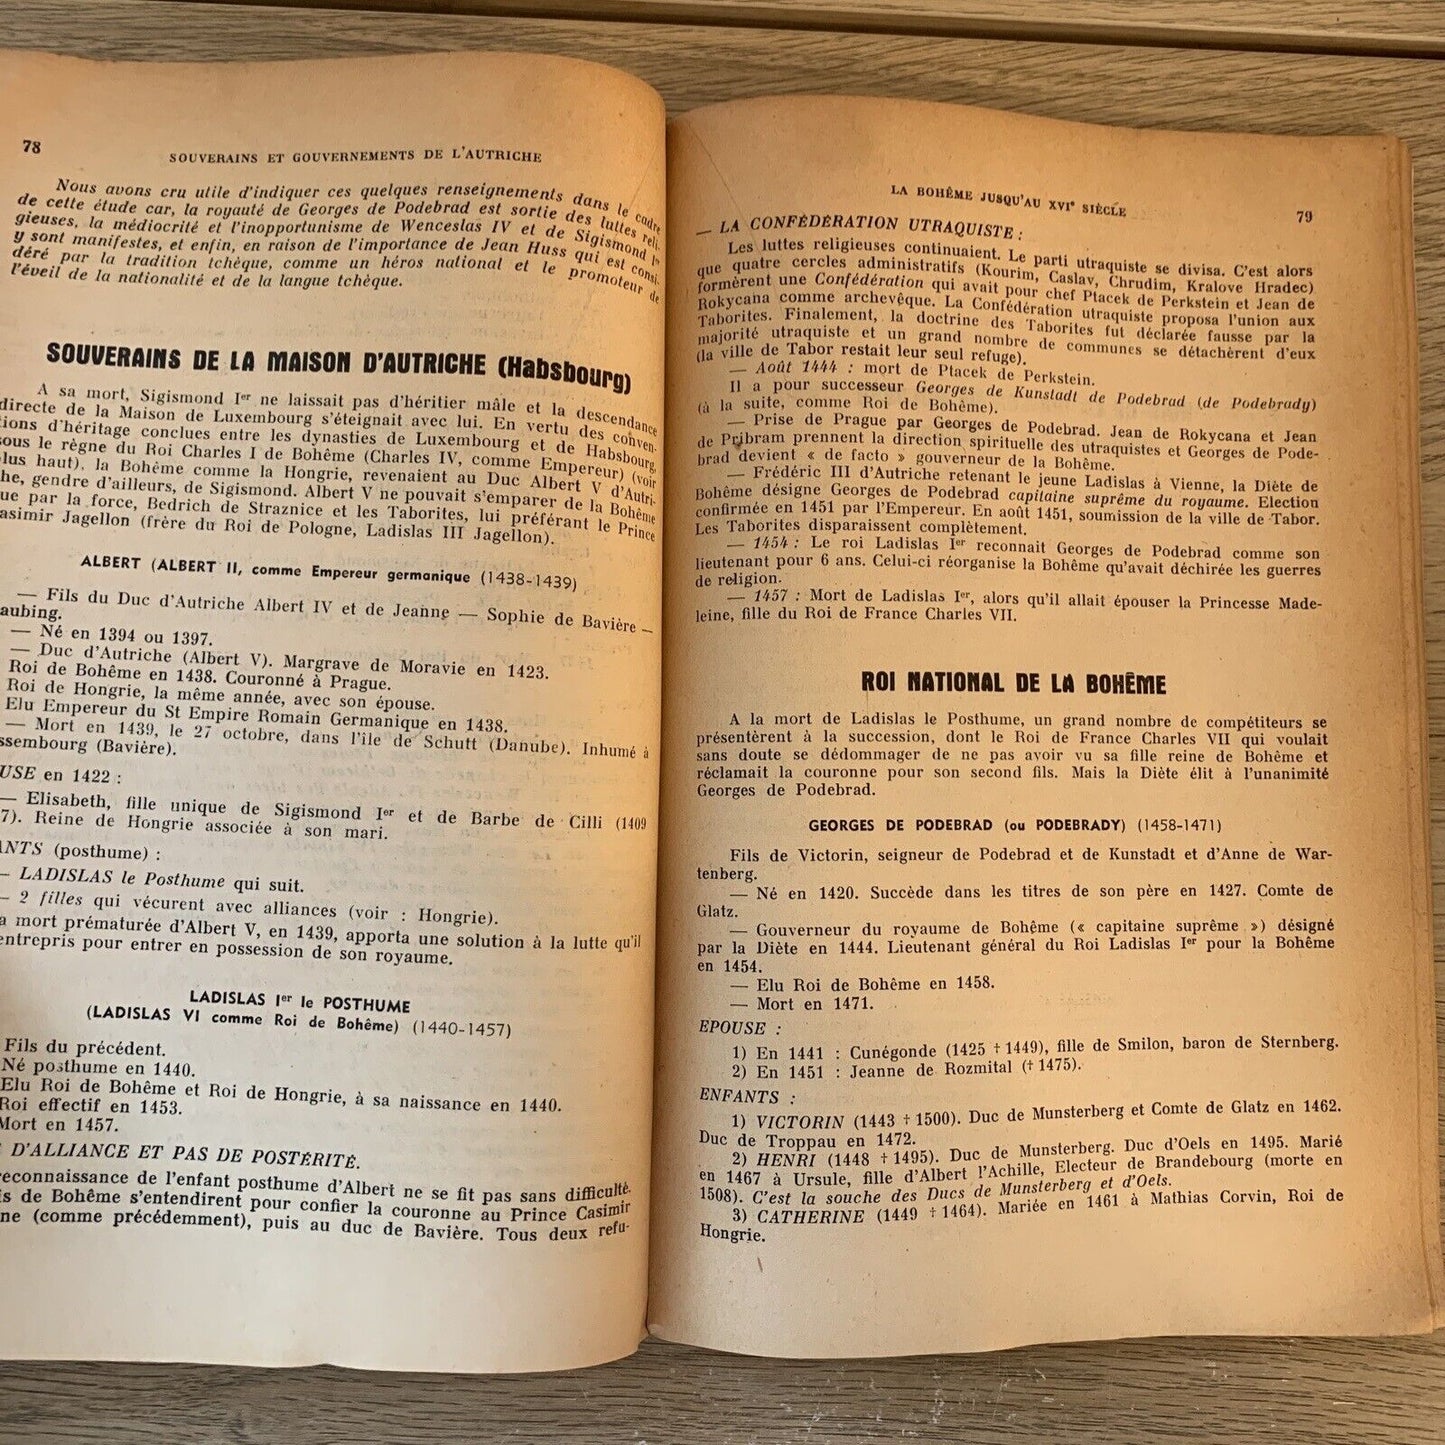 78
SOUVERAINS ET GOUVERNEMENTS DE L'AUTRICHE
Nous avons cru utile d'indiquer ces quelques renseignements dans le cadre
de cette étude car, la royauté de Georges de Podebrad est sortie des luttes reli-
gieuses, la médiocrité et l'inopportunisme de Wenceslas IV et de Sigismond Ier
y sont manifestes, et enfin, en raison de l'importance de Jean Huss qui est consi-
déré par la tradition tchèque, comme un héros national et le promoteur de
l'éveil de la nationalité et de la langue tchèque.
SOUVERAINS DE LA MAISON D'AUTRICHE (Habsbourg)
A sa mort, Sigismond Ier ne laissait pas d'héritier mâle et la descendance
directe de la Maison de Luxembourg s'éteignait avec lui. En vertu des conven-
tions d'héritage conclues entre les dynasties de Luxembourg et de Habsbourg,
sous le règne du Roi Charles I de Bohême (Charles IV, comme Empereur) (voir
plus haut), la Bohême comme la Hongrie, revenaient au Duc Albert V d'Autri-
he, gendre d'ailleurs, de Sigismond. Albert V ne pouvait s'emparer de la Bohême
ue par la force, Bedrich de Straznice et les Taborites, lui préférant le Prince
asimir Jagellon (frère du Roi de Pologne, Ladislas III Jagellon).
ALBERT (ALBERT II, comme Empereur germanique (1438-1439)
— Fils du Duc d'Autriche Albert IV et de Jeanne — Sophie de Bavière —
aubing.
— Né en 1394 ou 1397.
— Duc d'Autriche (Albert V). Margrave de Moravie en 1423.
Roi de Bohême en 1438. Couronné à Prague.
Roi de Hongrie, la même année, avec son épouse.
Elu Empereur du St Empire Romain Germanique en 1438.
— Mort en 1439, le 27 octobre, dans l'île de Schutt (Danube). Inhumé à
ssembourg (Bavière).
USE en 1422 :
— Elisabeth, fille unique de Sigismond Ier et de Barbe de Cilli (1409
7). Reine de Hongrie associée à son mari.
ANTS (posthume) :
— LADISLAS le Posthume qui suit.
— 2 filles qui vécurent avec alliances (voir : Hongrie).
a mort prématurée d'Albert V, en 1439, apporta une solution à la lutte qu'il
entrepris pour entrer en possession de son royaume.
LADISLAS Ier le POSTHUME
(LADISLAS VI comme Roi de Bohême) (1440-1457)
Fils du précédent.
Né posthume en 1440.
Elu Roi de Bohême et Roi de Hongrie, à sa naissance en 1440.
Roi effectif en 1453.
Mort en 1457.
D'ALLIANCE ET PAS DE POSTÉRITÉ.
reconnaissance de l'enfant posthume d'Albert ne se fit pas sans difficulté.
is de Bohême s'entendirent pour confier la couronne au Prince Casimir
ne (comme précédemment), puis au duc de Bavière. Tous deux refu-
LA BOHÊME JUSQU'AU XVIe SIÈCLE
79
— LA CONFÉDÉRATION UTRAQUISTE :
Les luttes religieuses continuaient. Le parti utraquiste se divisa. C'est alors
que quatre cercles administratifs (Kourim, Caslav, Chrudim, Kralove Hradec)
formèrent une Confédération qui avait pour chef Ptacek de Perkstein et Jean de
Rokycana comme archevêque. La Confédération utraquiste proposa l'union aux
Taborites. Finalement, la doctrine des Taborites fut déclarée fausse par la
majorité utraquiste et un grand nombre de communes se détachèrent d'eux
(la ville de Tabor restait leur seul refuge).
— Août 1444 : mort de Ptacek de Perkstein.
Il a pour successeur Georges de Kunstadt de Podebrad (de Podebrady)
(à la suite, comme Roi de Bohême).
— Prise de Prague par Georges de Podebrad. Jean de Rokycana et Jean
de Pribram prennent la direction spirituelle des utraquistes et Georges de Pode-
brad devient « de facto » gouverneur de la Bohême.
— Frédéric III d'Autriche retenant le jeune Ladislas à Vienne, la Diète de
Bohême désigne Georges de Podebrad capitaine suprême du royaume. Election
confirmée en 1451 par l'Empereur. En août 1451, soumission de la ville de Tabor.
Les Taborites disparaissent complètement.
— 1454 : Le roi Ladislas Ier reconnait Georges de Podebrad comme son
lieutenant pour 6 ans. Celui-ci réorganise la Bohême qu'avait déchirée les guerres
de religion.
— 1457 : Mort de Ladislas Ier, alors qu'il allait épouser la Princesse Made-
leine, fille du Roi de France Charles VII.
ROI NATIONAL DE LA BOHÊME
A la mort de Ladislas le Posthume, un grand nombre de compétiteurs se
présentèrent à la succession, dont le Roi de France Charles VII qui voulait
sans doute se dédommager de ne pas avoir vu sa fille reine de Bohême et
réclamait la couronne pour son second fils. Mais la Diète élit à l'unanimité
Georges de Podebrad.
GEORGES DE PODEBRAD (ou PODEBRADY) (1458-1471)
Fils de Victorin, seigneur de Podebrad et de Kunstadt et d'Anne de War-
tenberg.
— Né en 1420. Succède dans les titres de son père en 1427. Comte de
Glatz.
— Gouverneur du royaume de Bohême (« capitaine suprême ») désigné
par la Diète en 1444. Lieutenant général du Roi Ladislas Ier pour la Bohême
en 1454.
— Elu Roi de Bohême en 1458.
— Mort en 1471.
EPOUSE :
1) En 1441 : Cunégonde (1425 † 1449), fille de Smilon, baron de Sternberg.
2) En 1451 : Jeanne de Rozmital († 1475).
ENFANTS :
1) VICTORIN (1443 † 1500). Duc de Munsterberg et Comte de Glatz en 1462.
Duc de Troppau en 1472.
2) HENRI (1448 † 1495). Duc de Munsterberg. Duc d'Oels en 1495. Marié
en 1467 à Ursule, fille d'Albert l'Achille, Electeur de Brandebourg (morte en
1508). C'est la souche des Ducs de Munsterberg et d'Oels.
3) CATHERINE (1449 † 1464). Mariée en 1461 à Mathias Corvin, Roi de
Hongrie.